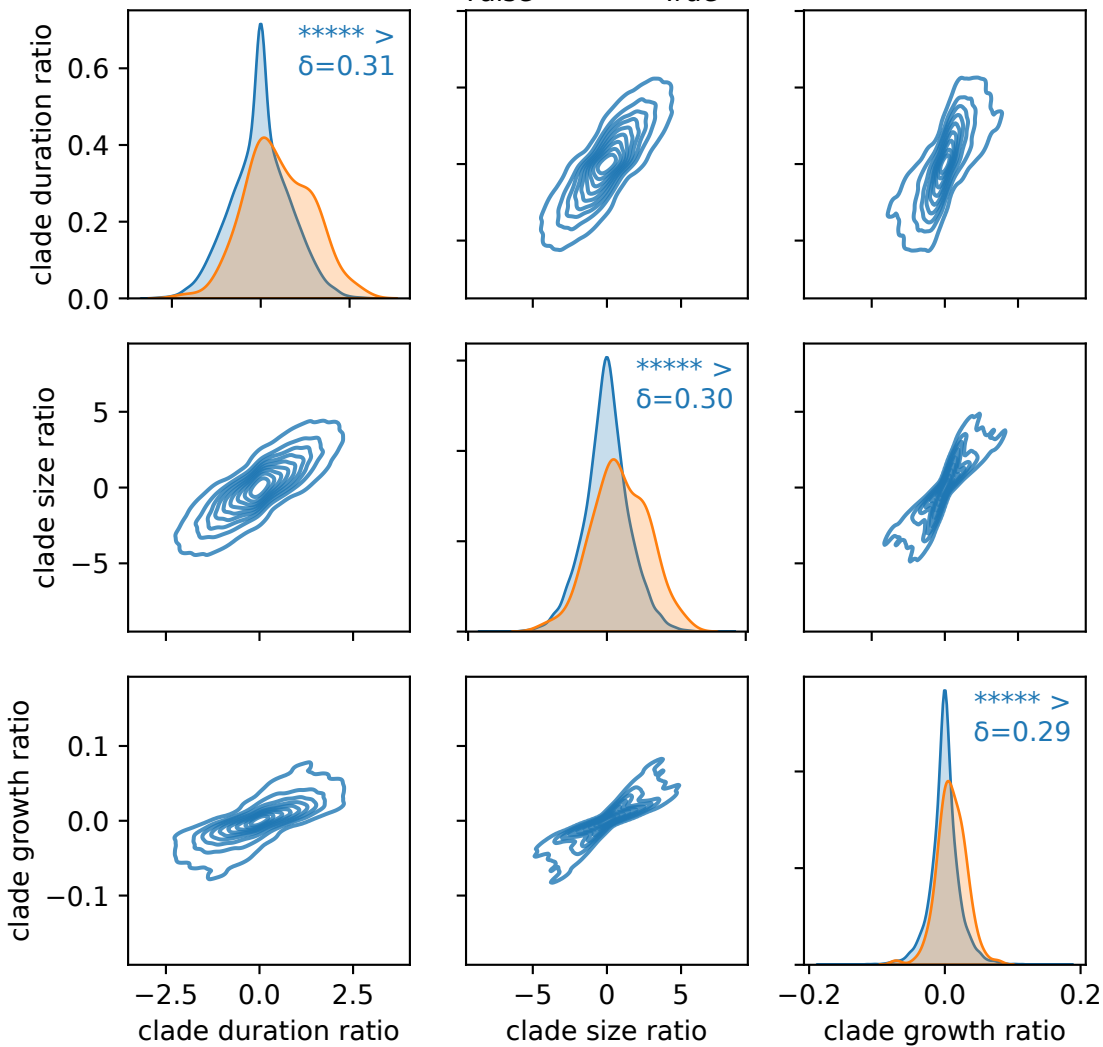 ***** >
δ=0.31
clade duration ratio
0.6
0.4
0.2
0.0
***** >
δ=0.30
clade size ratio
5
0
−5
***** >
δ=0.29
clade growth ratio
0.1
0.0
−0.1
−2.5 0.0 2.5
−5 0 5
−0.2 0.0 0.2
clade duration ratio
clade size ratio
clade growth ratio